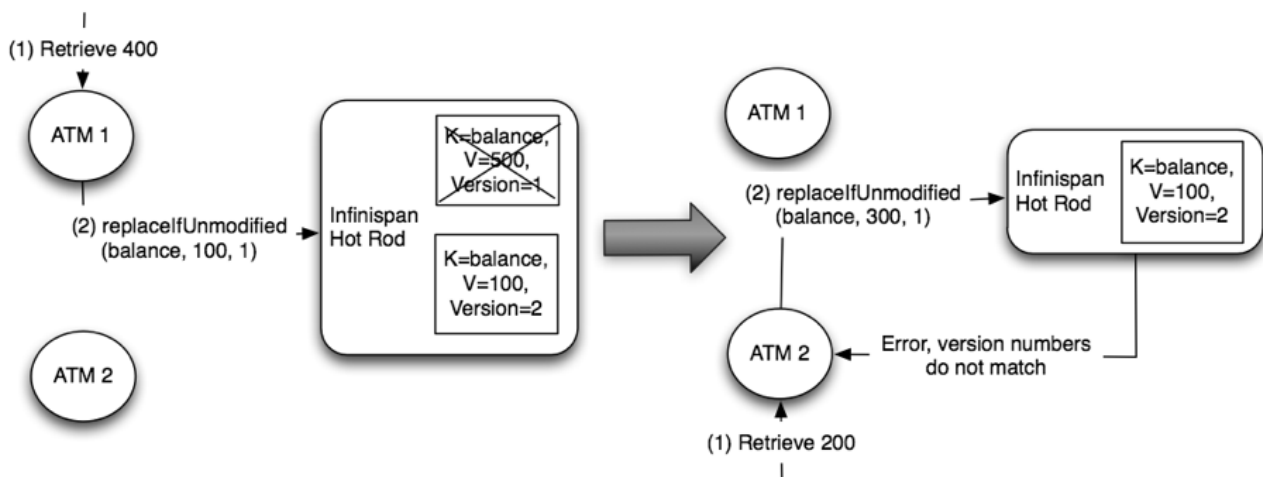 (1) Retrieve 400
ATM 1
(2) replaceIfUnmodified
(balance, 100, 1)
ATM 2
Infinispan
Hot Rod
K=balance,
V=500,
Version=1
K=balance,
V=100,
Version=2
ATM 1
(2) replaceIfUnmodified
(balance, 300, 1)
Infinispan
Hot Rod
K=balance,
V=100,
Version=2
ATM 2
Error, version numbers
do not match
(1) Retrieve 200